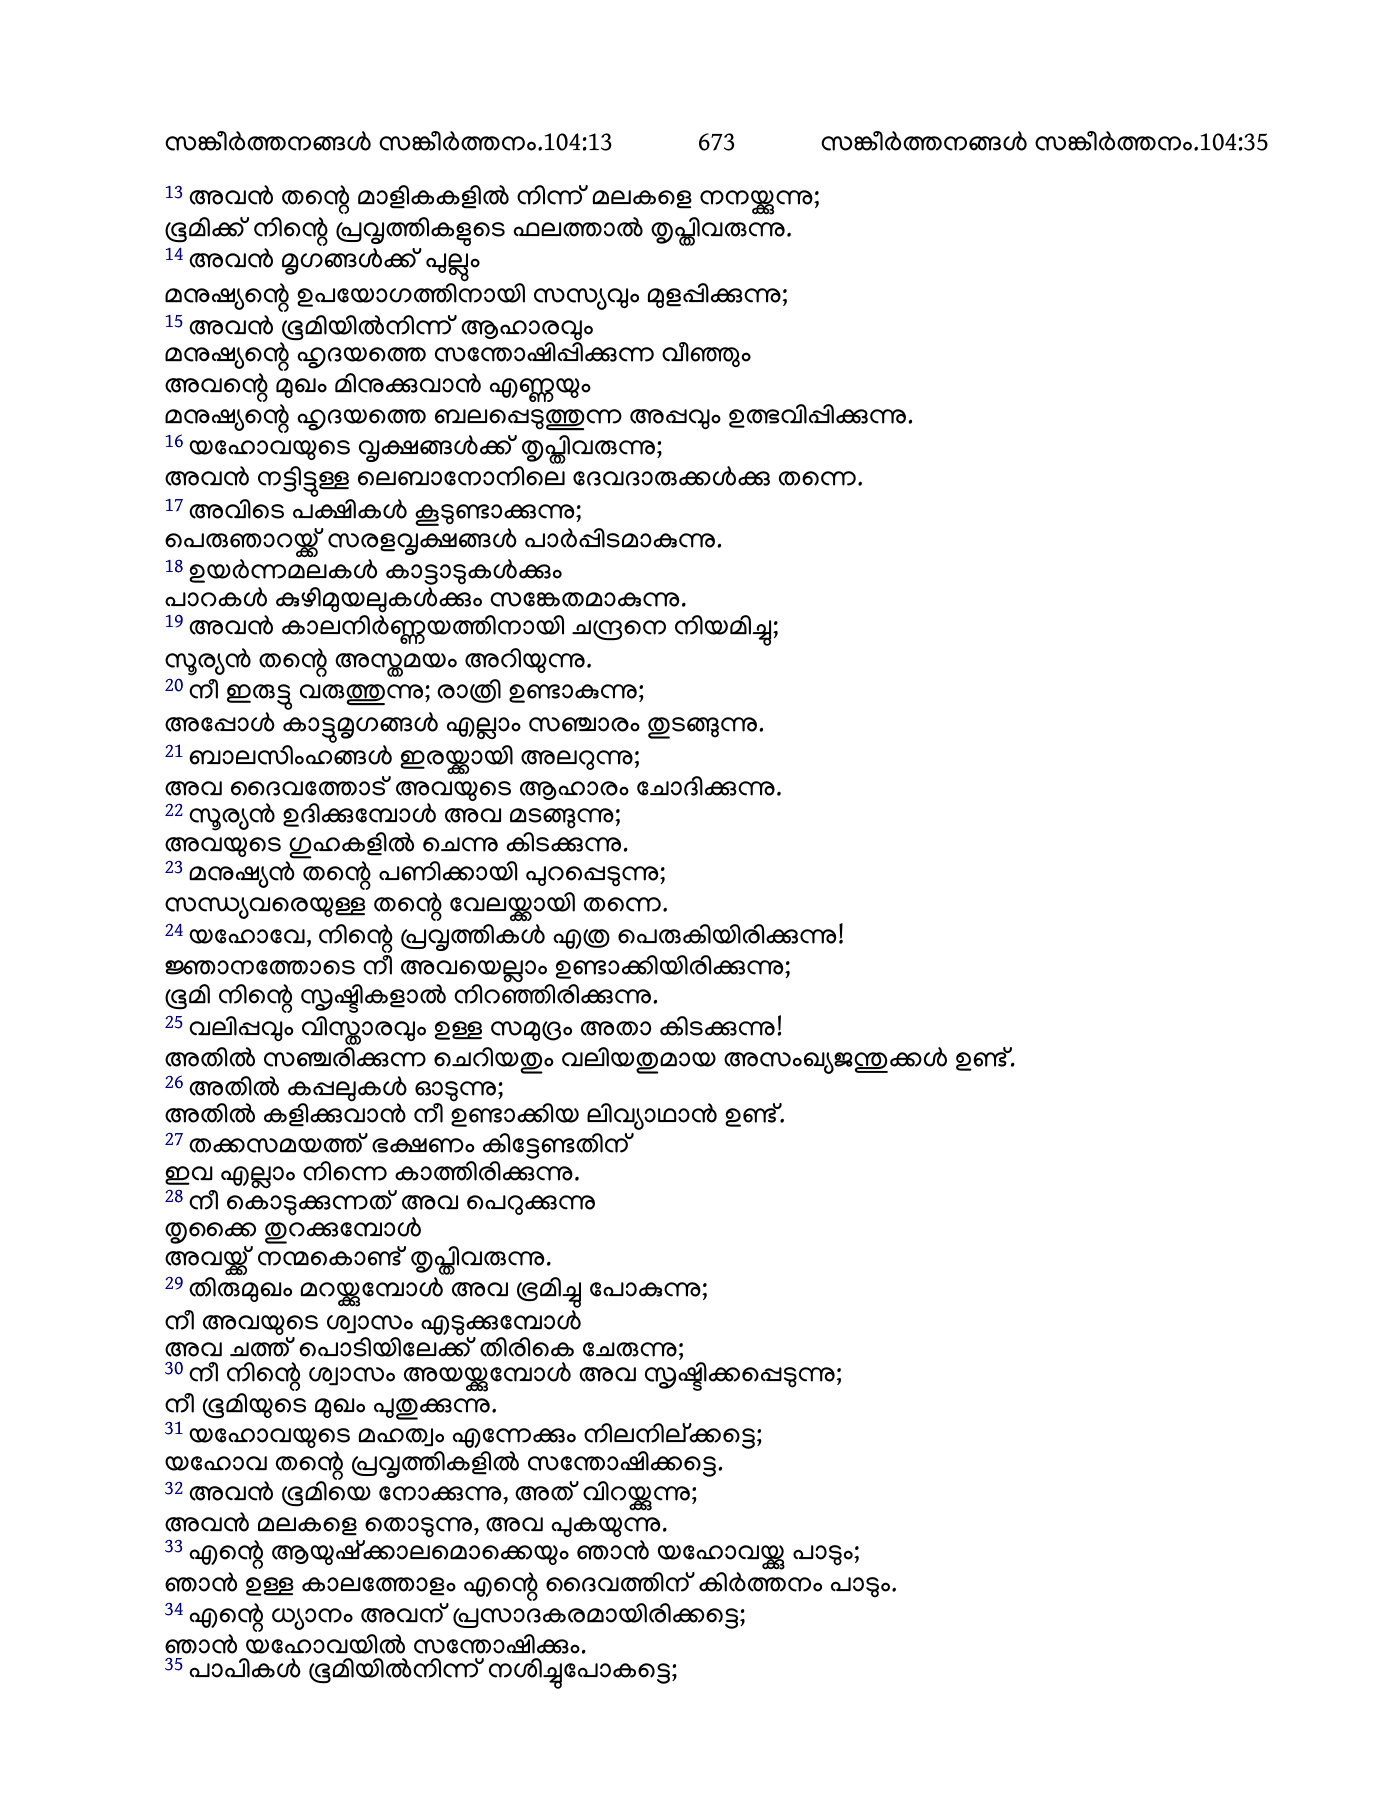 സങ്കീർത്തനങ്ങൾ സങ്കീർത്തനം.104:13 673 സങ്കീർത്തനങ്ങൾ സങ്കീർത്തനം.104:35
13 അവൻ തന്റെ മാളികകളിൽ നിന്ന് മലകളെ നനയ്ക്കുന്നു;
ഭൂമിക്ക് നിന്റെ പ്രവൃത്തികളുടെ ഫലത്താൽ തൃപ്തിവരുന്നു.
14 അവൻ മൃഗങ്ങൾക്ക് പുല്ലും
മനുഷ്യന്റെ ഉപയോഗത്തിനായി സസ്യവും മുളപ്പിക്കുന്നു;
15 അവൻ ഭൂമിയിൽനിന്ന് ആഹാരവും
മനുഷ്യന്റെ ഹൃദയത്തെ സന്തോഷിപ്പിക്കുന്ന വീഞ്ഞും
അവന്റെ മുഖം മിനുക്കുവാൻ എണ്ണയും
മനുഷ്യന്റെ ഹൃദയത്തെ ബലപ്പെടുത്തുന്ന അപ്പവും ഉത്ഭവിപ്പിക്കുന്നു.
16 യഹോവയുടെ വൃക്ഷങ്ങൾക്ക് തൃപ്തിവരുന്നു;
അവൻ നട്ടിട്ടുള്ള ലെബാനോനിലെ ദേവദാരുക്കൾക്കു തന്നെ.
17 അവിടെ പക്ഷികൾ കൂടുണ്ടാക്കുന്നു;
പെരുഞാറയ്ക്ക് സരളവൃക്ഷങ്ങൾ പാർപ്പിടമാകുന്നു.
18 ഉയർന്നമലകൾ കാട്ടാടുകൾക്കും
പാറകൾ കുഴിമുയലുകൾക്കും സങ്കേതമാകുന്നു.
19 അവൻ കാലനിർണ്ണയത്തിനായി ചന്ദ്രനെ നിയമിച്ചു;
സൂര്യൻ തന്റെ അസ്തമയം അറിയുന്നു.
20 നീ ഇരുട്ടു വരുത്തുന്നു; രാത്രി ഉണ്ടാകുന്നു;
അപ്പോൾ കാട്ടുമൃഗങ്ങൾ എല്ലാം സഞ്ചാരം തുടങ്ങുന്നു.
21 ബാലസിംഹങ്ങൾ ഇരയ്ക്കായി അലറുന്നു;
അവ ദൈവത്തോട് അവയുടെ ആഹാരം ചോദിക്കുന്നു.
22 സൂര്യൻ ഉദിക്കുമ്പോൾ അവ മടങ്ങുന്നു;
അവയുടെ ഗുഹകളിൽ ചെന്നു കിടക്കുന്നു.
23 മനുഷ്യൻ തന്റെ പണിക്കായി പുറപ്പെടുന്നു;
സന്ധ്യവരെയുള്ള തന്റെ വേലയ്ക്കായി തന്നെ.
24 യഹോവേ, നിന്റെ പ്രവൃത്തികൾ എത്ര പെരുകിയിരിക്കുന്നു!
ജ്ഞാനത്തോടെ നീ അവയെല്ലാം ഉണ്ടാക്കിയിരിക്കുന്നു;
ഭൂമി നിന്റെ സൃഷ്ടികളാൽ നിറഞ്ഞിരിക്കുന്നു.
25 വലിപ്പവും വിസ്താരവും ഉള്ള സമുദ്രം അതാ കിടക്കുന്നു!
അതിൽ സഞ്ചരിക്കുന്ന ചെറിയതും വലിയതുമായ അസംഖ്യജന്തുക്കൾ ഉണ്ട്.
26 അതിൽ കപ്പലുകൾ ഓടുന്നു;
അതിൽ കളിക്കുവാൻ നീ ഉണ്ടാക്കിയ ലിവ്യാഥാൻ ഉണ്ട്.
27 തക്കസമയത്ത് ഭക്ഷണം കിട്ടേണ്ടതിന്
ഇവ എല്ലാം നിന്നെ കാത്തിരിക്കുന്നു.
28 നീ കൊടുക്കുന്നത് അവ പെറുക്കുന്നു
തൃക്കൈ തുറക്കുമ്പോൾ
അവയ്ക്ക് നന്മകൊണ്ട് തൃപ്തിവരുന്നു.
29 തിരുമുഖം മറയ്ക്കുമ്പോൾ അവ ഭ്രമിച്ചു പോകുന്നു;
നീ അവയുടെ ശ്വാസം എടുക്കുമ്പോൾ
അവ ചത്ത് പൊടിയിലേക്ക് തിരികെ ചേരുന്നു;
30 നീ നിന്റെ ശ്വാസം അയയ്ക്കുമ്പോൾ അവ സൃഷ്ടിക്കപ്പെടുന്നു;
നീ ഭൂമിയുടെ മുഖം പുതുക്കുന്നു.
31 യഹോവയുടെ മഹത്വം എന്നേക്കും നിലനില്ക്കട്ടെ;
യഹോവ തന്റെ പ്രവൃത്തികളിൽ സന്തോഷിക്കട്ടെ.
32 അവൻ ഭൂമിയെ നോക്കുന്നു, അത് വിറയ്ക്കുന്നു;
അവൻ മലകളെ തൊടുന്നു, അവ പുകയുന്നു.
33 എന്റെ ആയുഷ്ക്കാലമൊക്കെയും ഞാൻ യഹോവയ്ക്കു പാടും;
ഞാൻ ഉള്ള കാലത്തോളം എന്റെ ദൈവത്തിന് കീർത്തനം പാടും.
34 എന്റെ ധ്യാനം അവന് പ്രസാദകരമായിരിക്കട്ടെ;
ഞാൻ യഹോവയിൽ സന്തോഷിക്കും.
35 പാപികൾ ഭൂമിയിൽനിന്ന് നശിച്ചുപോകട്ടെ;